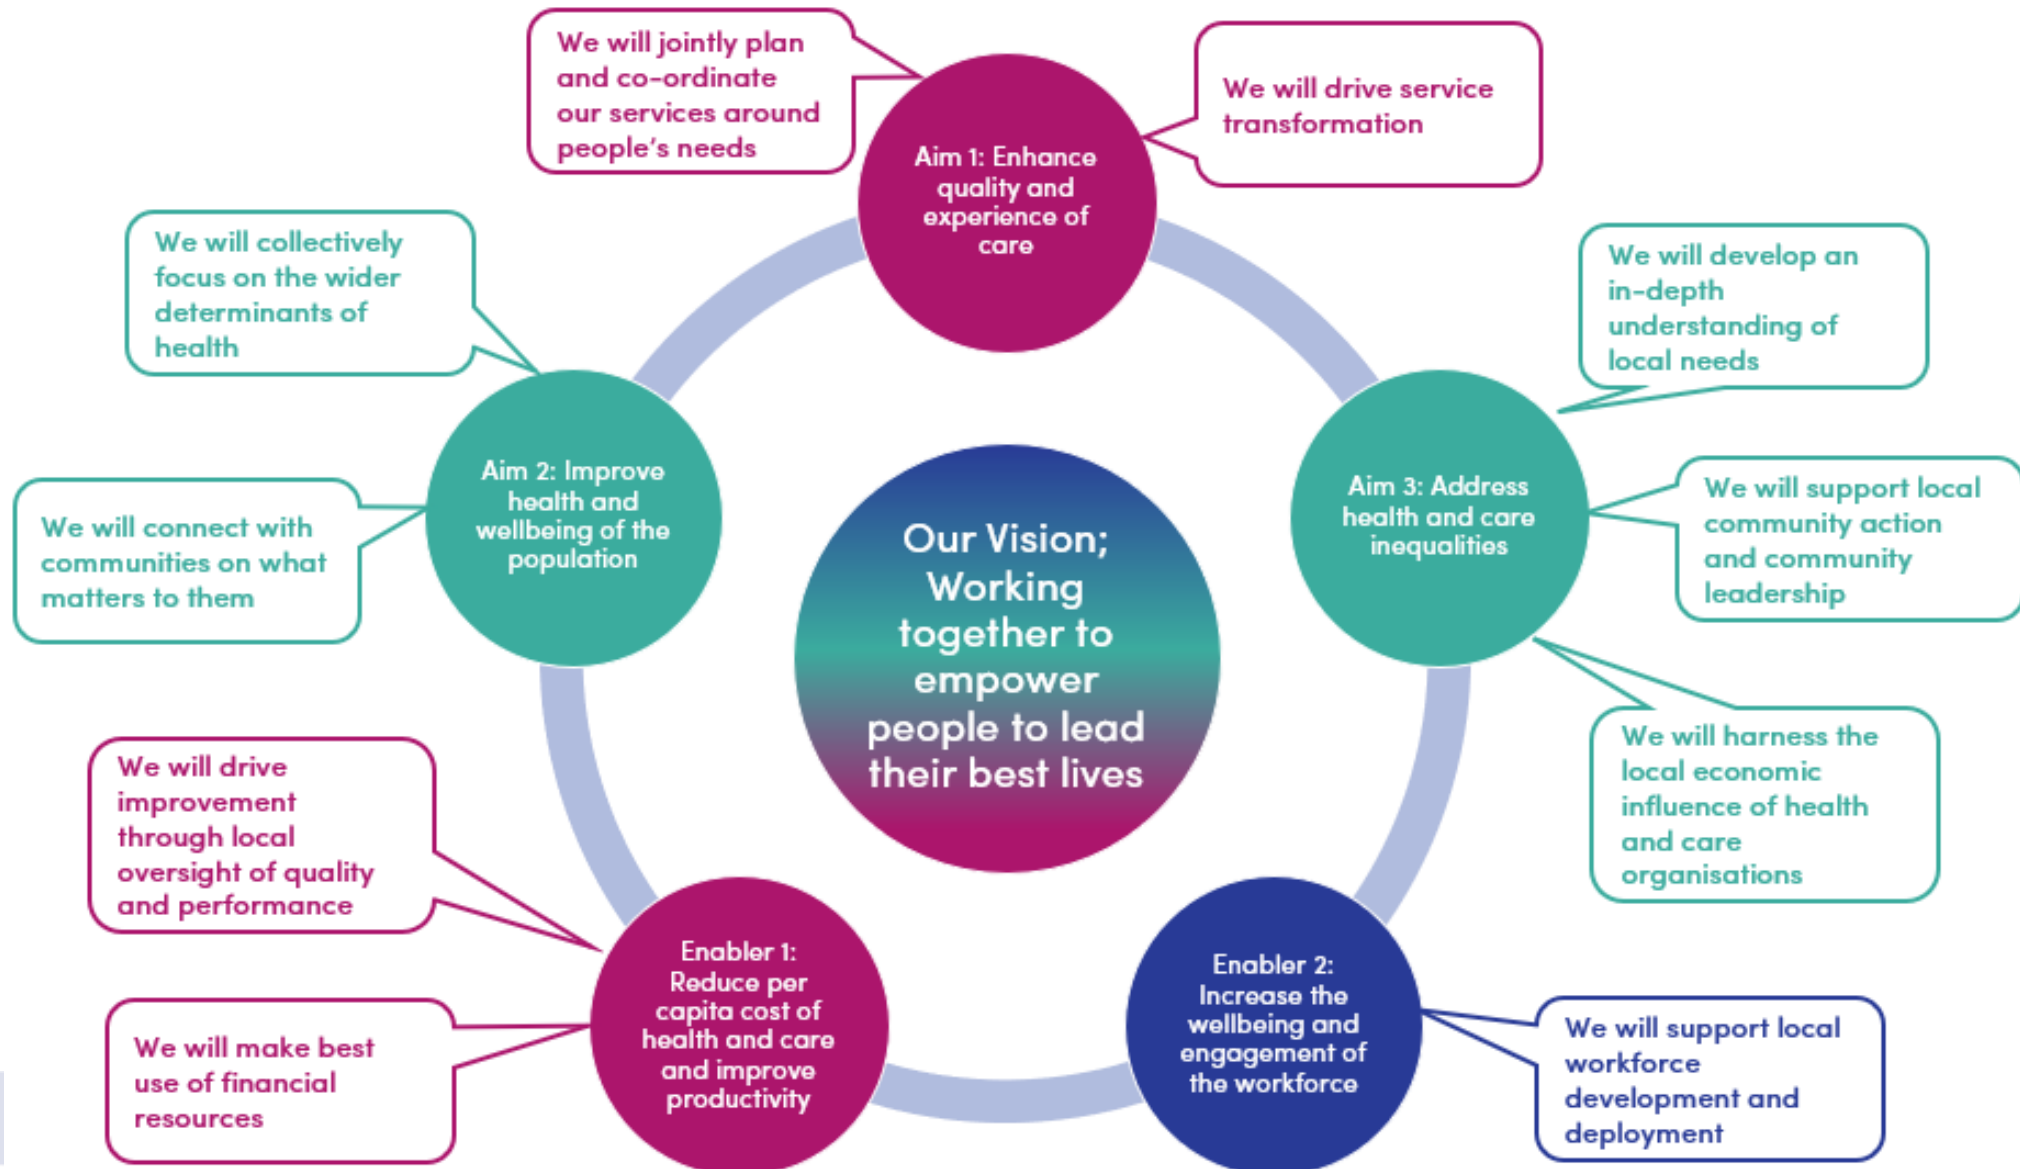 We will jointly plan
and co-ordinate
our services around
people's needs
We will drive service
transformation
Aim 1: Enhance
quality and
experience of
care
We will collectively
focus on the wider
determinants of
health
We will develop an
in-depth
understanding of
local needs
Aim 2: Improve
health and
wellbeing of the
population
Aim 3: Address
health and care
inequalities
We will connect with
communities on what
matters to them
We will support local
community action
and community
leadership
Our Vision;
Working
together to
empower
people to lead
their best lives
We will harness the
local economic
influence of health
and care
organisations
We will drive
improvement
through local
oversight of quality
and performance
Enabler 1:
Reduce per
capita cost of
health and care
and improve
productivity
Enabler 2:
Increase the
wellbeing and
engagement of
the workforce
We will make best
use of financial
resources
We will support local
workforce
development and
deployment